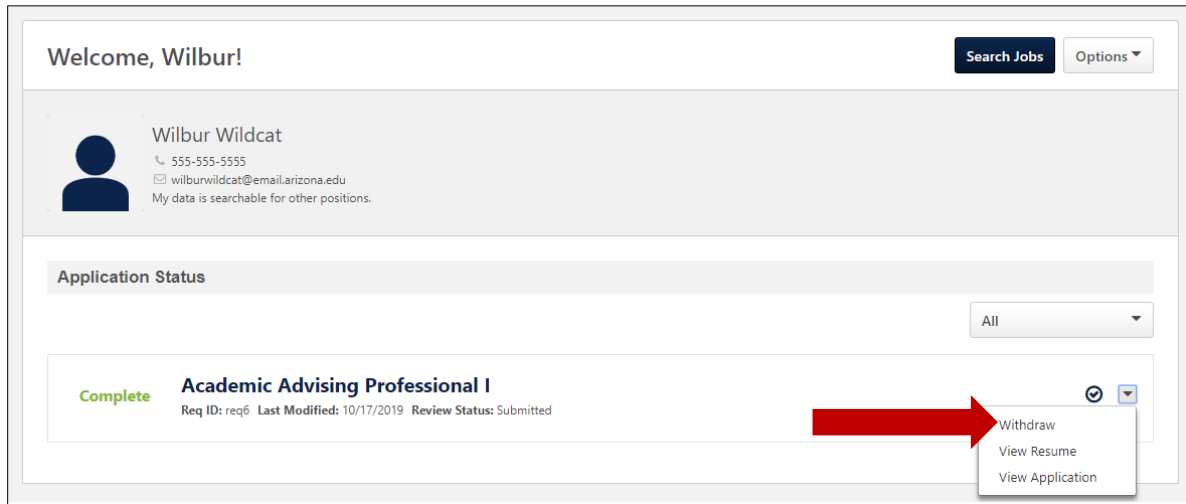 Welcome, Wilbur!
Search Jobs
Options
Wilbur Wildcat
555-555-5555
wilburwildcat@email.arizona.edu
My data is searchable for other positions.
Application Status
All
Complete
Academic Advising Professional I
Req ID: req6 Last Modified: 10/17/2019 Review Status: Submitted
Withdraw
View Resume
View Application